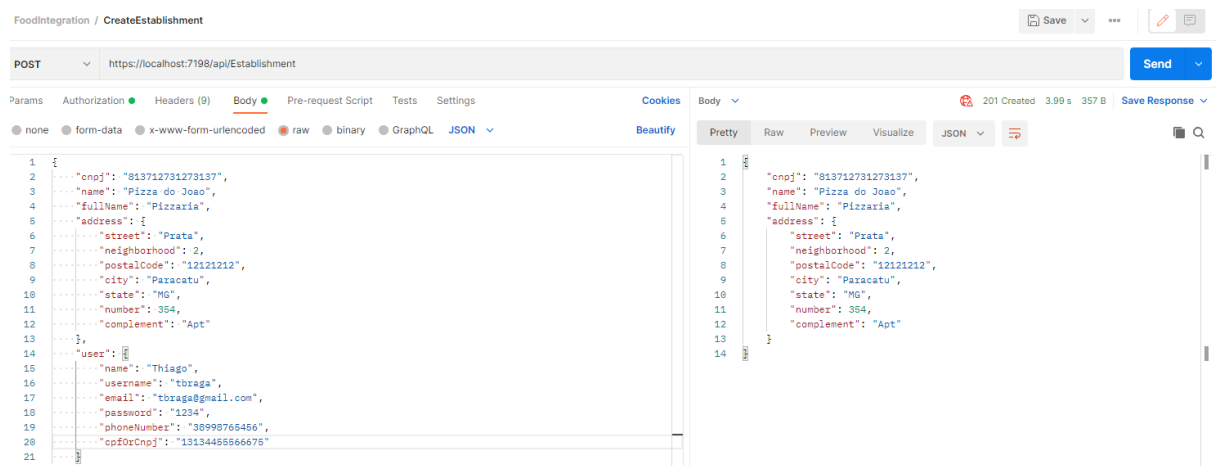 FoodIntegration / CreateEstablishment
Save
POST
https://localhost:7198/api/Establishment
Send
Params Authorization Headers (9) Body Pre-request Script Tests Settings Cookies
none form-data x-www-form-urlencoded raw binary GraphQL JSON Beautify
1 {
2 "cnpj": "813712731273137",
3 "name": "Pizza do Joao",
4 "fullName": "Pizzaria",
5 "address": {
6 "street": "Prata",
7 "neighborhood": 2,
8 "postalCode": "12121212",
9 "city": "Paracatu",
10 "state": "MG",
11 "number": 354,
12 "complement": "Apt"
13 },
14 "user": {
15 "name": "Thiago",
16 "username": "tbraga",
17 "email": "tbraga@gmail.com",
18 "password": "1234",
19 "phoneNumber": "38998765456",
20 "cpfOrCnpj": "13134455566675"
21 }
Body 201 Created 3.99 s 357 B Save Response
Pretty Raw Preview Visualize JSON
1 {
2 "cnpj": "813712731273137",
3 "name": "Pizza do Joao",
4 "fullName": "Pizzaria",
5 "address": {
6 "street": "Prata",
7 "neighborhood": 2,
8 "postalCode": "12121212",
9 "city": "Paracatu",
10 "state": "MG",
11 "number": 354,
12 "complement": "Apt"
13 }
14 }